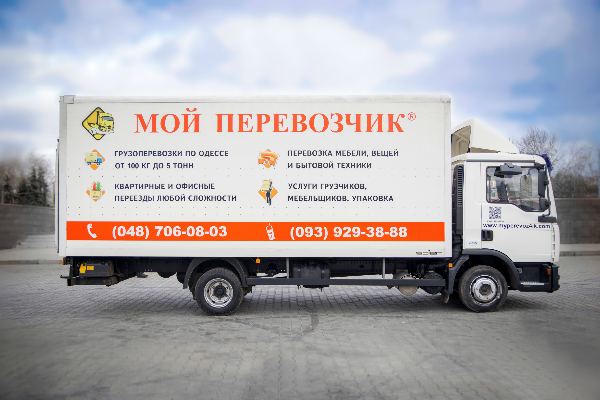 МОЙ ПЕРЕВОЗЧИК®
ГРУЗОПЕРЕВОЗКИ ПО ОДЕССЕ
ОТ 100 КГ ДО 5 ТОНН
ПЕРЕВОЗКА МЕБЕЛИ, ВЕЩЕЙ
И БЫТОВОЙ ТЕХНИКИ
КВАРТИРНЫЕ И ОФИСНЫЕ
ПЕРЕЕЗДЫ ЛЮБОЙ СЛОЖНОСТИ
УСЛУГИ ГРУЗЧИКОВ,
МЕБЕЛЬЩИКОВ. УПАКОВКА
(048) 706-08-03
(093) 929-38-88